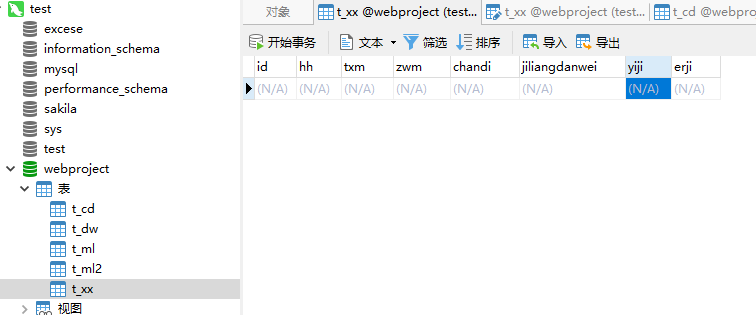 test
excese
information_schema
mysql
performance_schema
sakila
sys
test
webproject
表
t_cd
t_dw
t_ml
t_ml2
t_xx
视图
对象 t_xx @webproject (test... t_xx @webproject (test... t_cd @webpro
开始事务 文本 筛选 排序 导入 导出
id hh txm zwm chandi jiliangdanwei yiji erji
(N/A) (N/A) (N/A) (N/A) (N/A) (N/A) (N/A) (N/A)